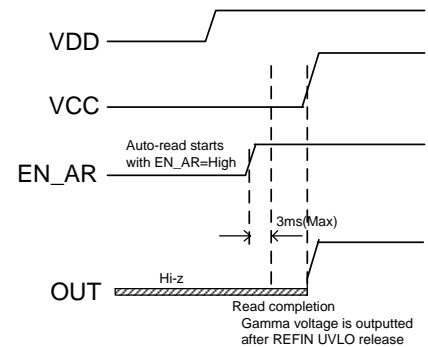 VDD
VCC
Auto-read starts
with EN_AR=High
EN_AR
3ms(Max)
Hi-z
OUT
Read completion
Gamma voltage is outputted
after REFIN UVLO release